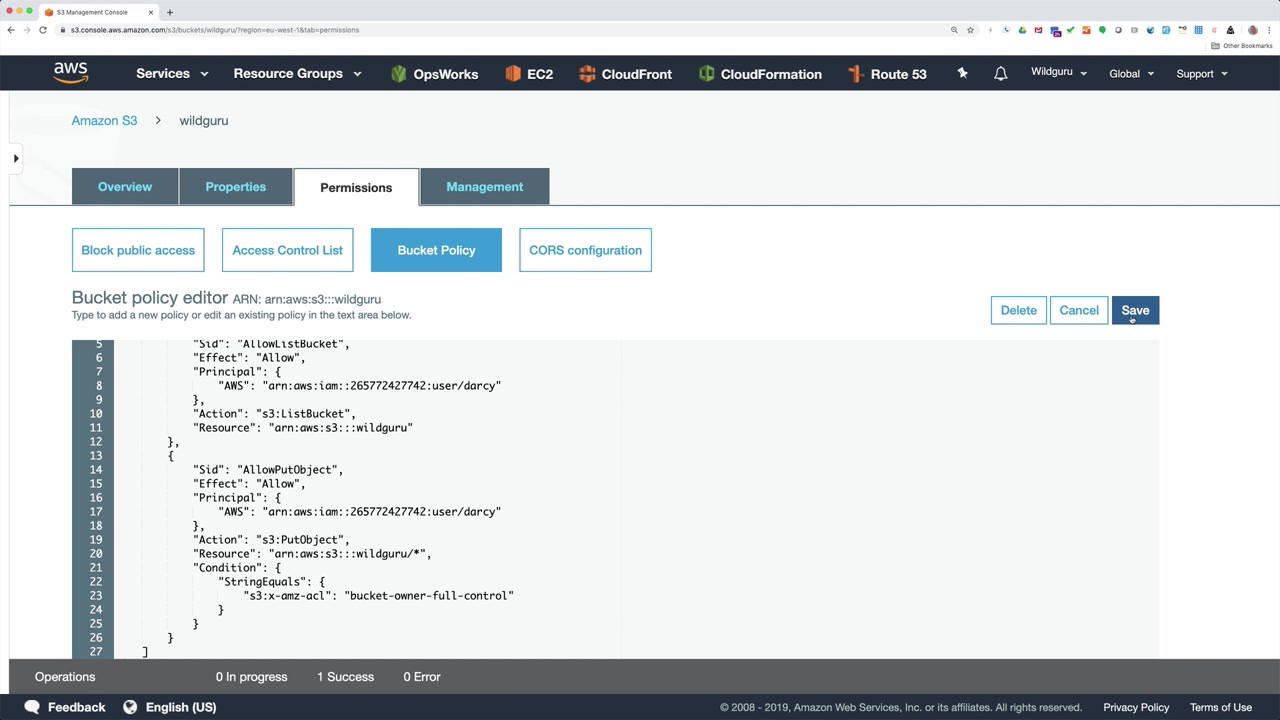 S3 Management Console
s3.console.aws.amazon.com/s3/buckets/wildguru/?region=eu-west-1&tab=permissions
Other Bookmarks
aws
Services
Resource Groups
OpsWorks
EC2
CloudFront
CloudFormation
Route 53
Wildguru
Global
Support
Amazon S3 > wildguru
Overview
Properties
Permissions
Management
Block public access
Access Control List
Bucket Policy
CORS configuration
Bucket policy editor ARN: arn:aws:s3:::wildguru
Type to add a new policy or edit an existing policy in the text area below.
Delete
Cancel
Save
5 "Sid": "AllowListBucket",
6 "Effect": "Allow",
7 "Principal": {
8 "AWS": "arn:aws:iam::265772427742:user/darcy"
9 },
10 "Action": "s3:ListBucket",
11 "Resource": "arn:aws:s3:::wildguru"
12 },
13 {
14 "Sid": "AllowPutObject",
15 "Effect": "Allow",
16 "Principal": {
17 "AWS": "arn:aws:iam::265772427742:user/darcy"
18 },
19 "Action": "s3:PutObject",
20 "Resource": "arn:aws:s3:::wildguru/*",
21 "Condition": {
22 "StringEquals": {
23 "s3:x-amz-acl": "bucket-owner-full-control"
24 }
25 }
26 }
27 ]
Operations
0 In progress
1 Success
0 Error
Feedback
English (US)
© 2008 - 2019, Amazon Web Services, Inc. or its affiliates. All rights reserved.
Privacy Policy
Terms of Use